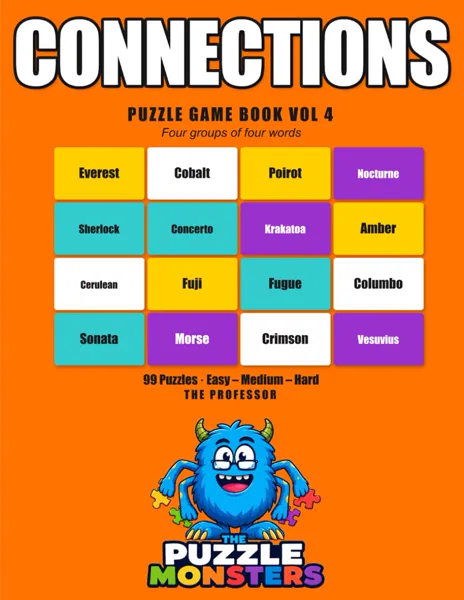 CONNECTIONS
PUZZLE GAME BOOK VOL 4
Four groups of four words
Everest Cobalt Poirot Nocturne
Sherlock Concerto Krakatoa Amber
Cerulean Fuji Fugue Columbo
Sonata Morse Crimson Vesuvius
99 Puzzles · Easy – Medium – Hard
THE PROFESSOR
THE
PUZZLE
MONSTERS